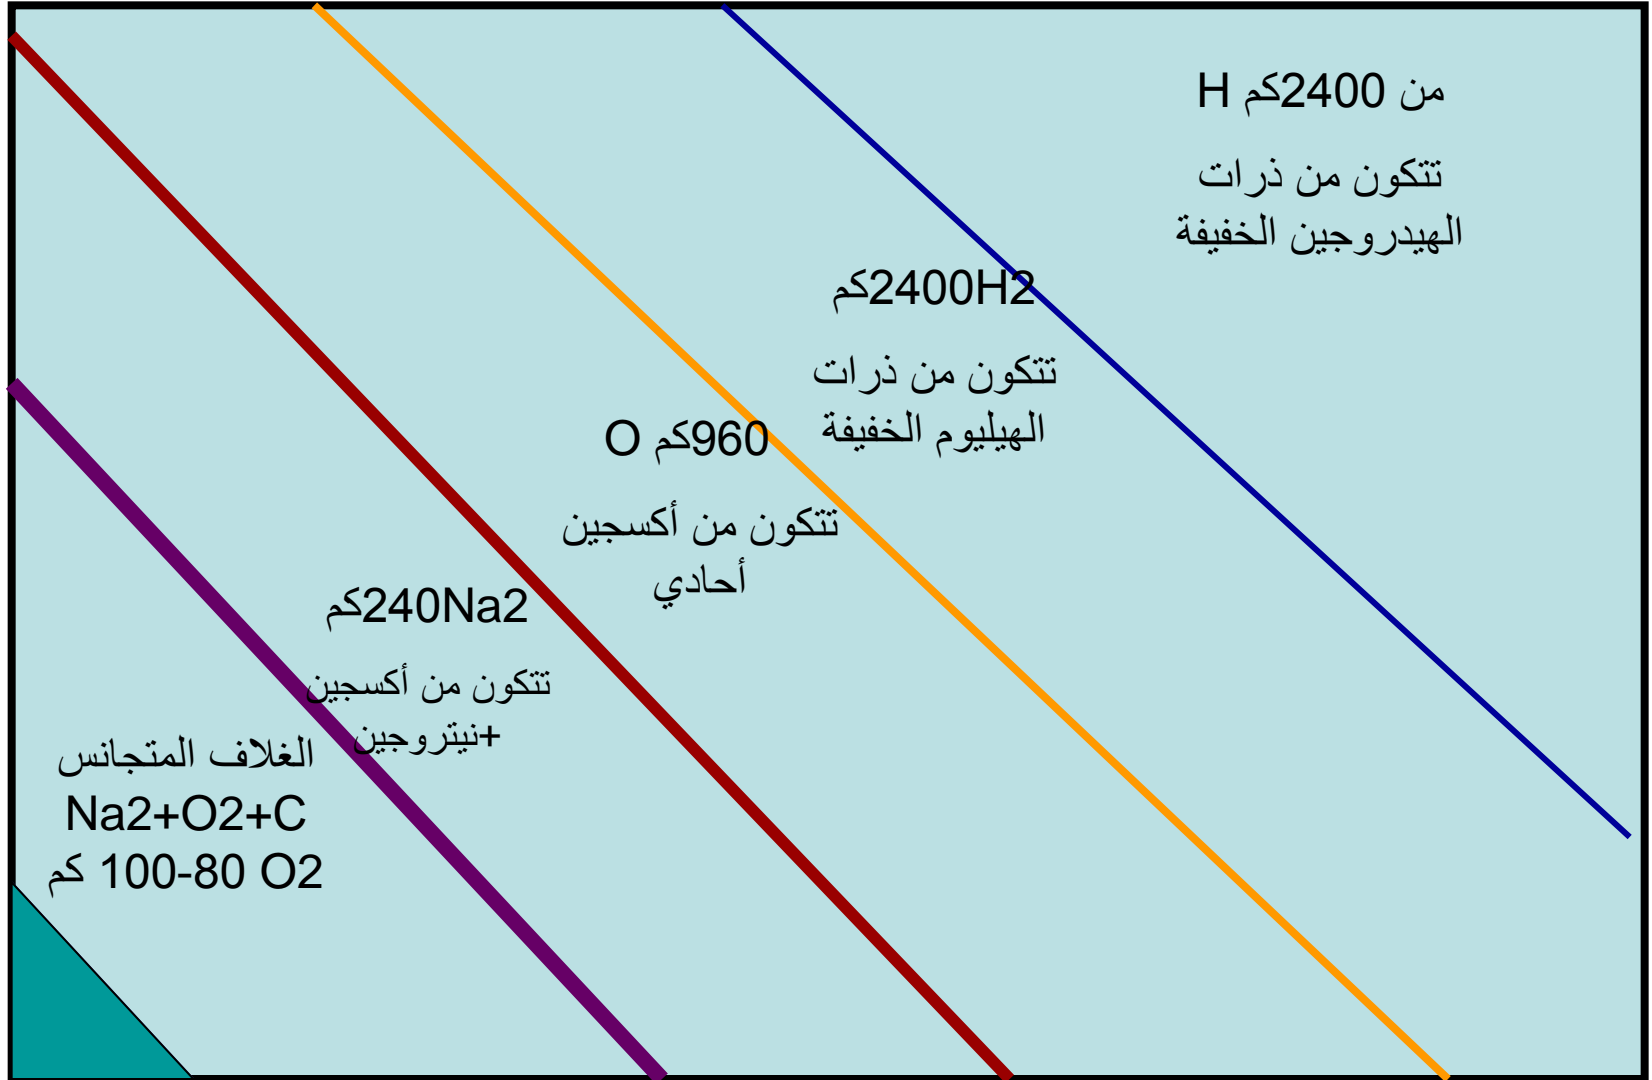 من 2400كم H
تتكون من ذرات
الهيدروجين الخفيفة
2400H2كم
تتكون من ذرات
الهيليوم الخفيفة
960كم O
تتكون من أكسجين
أحادي
240Na2كم
تتكون من أكسجين
+نيتروجين
الغلاف المتجانس
Na2+O2+C
O2 80-100 كم